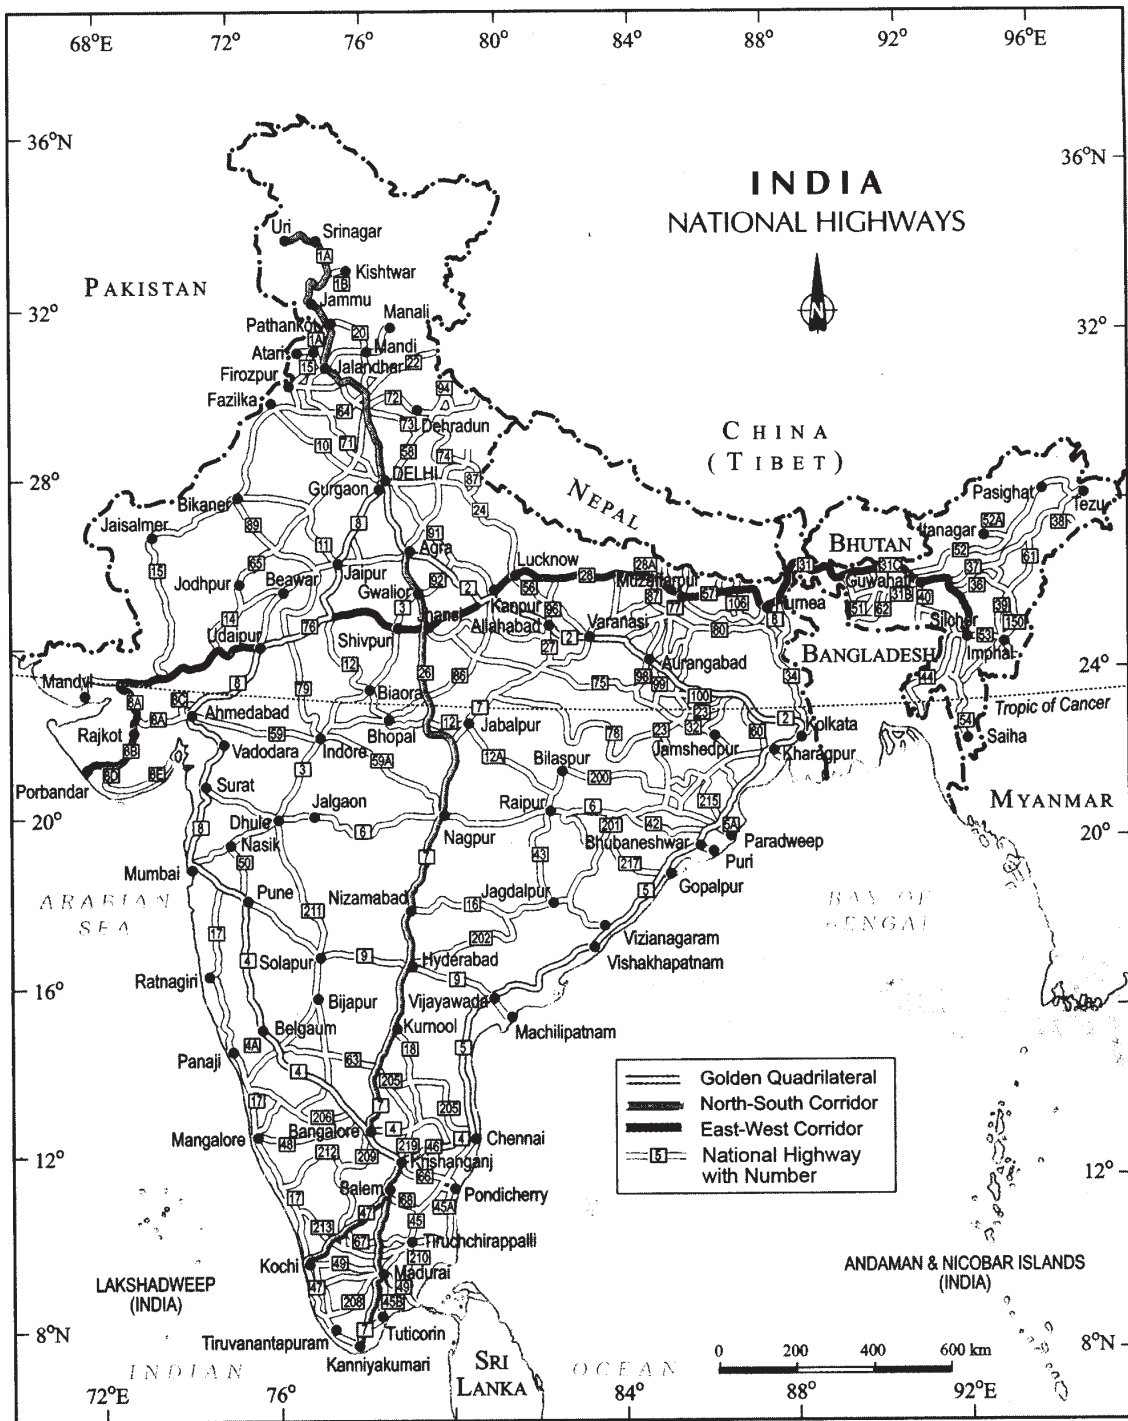 68°E
72°
76°
80°
84°
88°
92°
96°E
36°N
36°N
INDIA
NATIONAL HIGHWAYS
Uri
Srinagar
1A
Kishtwar
1B
PAKISTAN
Jammu
N
32°
32°
Manali
Pathankot
20
1A
Atari
Mandi
15
Jalandhar
22
Firozpur
94
72
Fazilka
64
73
Dehradun
CHINA
(TIBET)
10
71
58
74
DELHI
28°
28°
Gurgaon
87
NEPAL
Pasighat
Tezu
Bikaner
8
24
52A
38
Jaisalmer
89
91
Itanagar
52
61
11
Agra
Lucknow
BHUTAN
65
15
Jaipur
92
2
56
28
28A
Muzaffarpur
31
31C
Guwahati
37
36
Jodhpur
Beawar
Gwalior
Kanpur
87
57
31B
40
39
3
96
77
106
Purnea
51
62
14
76
Jhansi
Allahabad
Varanasi
6
Silcher
150
Udaipur
Shivpur
27
2
80
53
Imphal
BANGLADESH
24°
12
Aurangabad
44
Mandvi
8
26
86
98
99
34
79
75
100
8A
8C
Biaora
7
2
Tropic of Cancer
8A
Ahmedabad
12
23
54
Rajkot
59
Bhopal
Jabalpur
23
32
60
Kolkata
Saiha
8B
Vadodara
Indore
78
Jamshedpur
Kharagpur
8D
8E
59A
12A
Bilaspur
Porbandar
3
200
Surat
Jalgaon
Raipur
6
215
MYANMAR
20°
20°
8
Dhule
6
Nagpur
201
42
5A
Paradweep
Nasik
Bhubaneshwar
Puri
50
7
43
217
Mumbai
Gopalpur
ARABIAN
SEA
Pune
Nizamabad
Jagdalpur
5
BAY OF
BENGAL
211
16
17
202
Vizianagaram
4
Solapur
9
Hyderabad
Vishakhapatnam
9
Ratnagiri
16°
16°
Bijapur
Vijayawada
Machilipatnam
Belgaum
Kurnool
4A
18
5
Panaji
63
4
205
Golden Quadrilateral
North-South Corridor
East-West Corridor
5
National Highway
with Number
17
7
205
206
Bangalore
4
Mangalore
48
219
46
4
Chennai
212
209
Krishanganj
12°
12°
66
Salem
Pondicherry
17
68
45A
47
213
45
67
Tiruchchirappalli
210
Kochi
49
Madurai
ANDAMAN & NICOBAR ISLANDS
(INDIA)
LAKSHADWEEP
(INDIA)
47
49
208
45B
7
Tuticorin
8°N
8°N
Tiruvanantapuram
Kanniyakumari
SRI
LANKA
INDIAN
OCEAN
0
200
400
600 km
72°E
76°
84°
88°
92°E